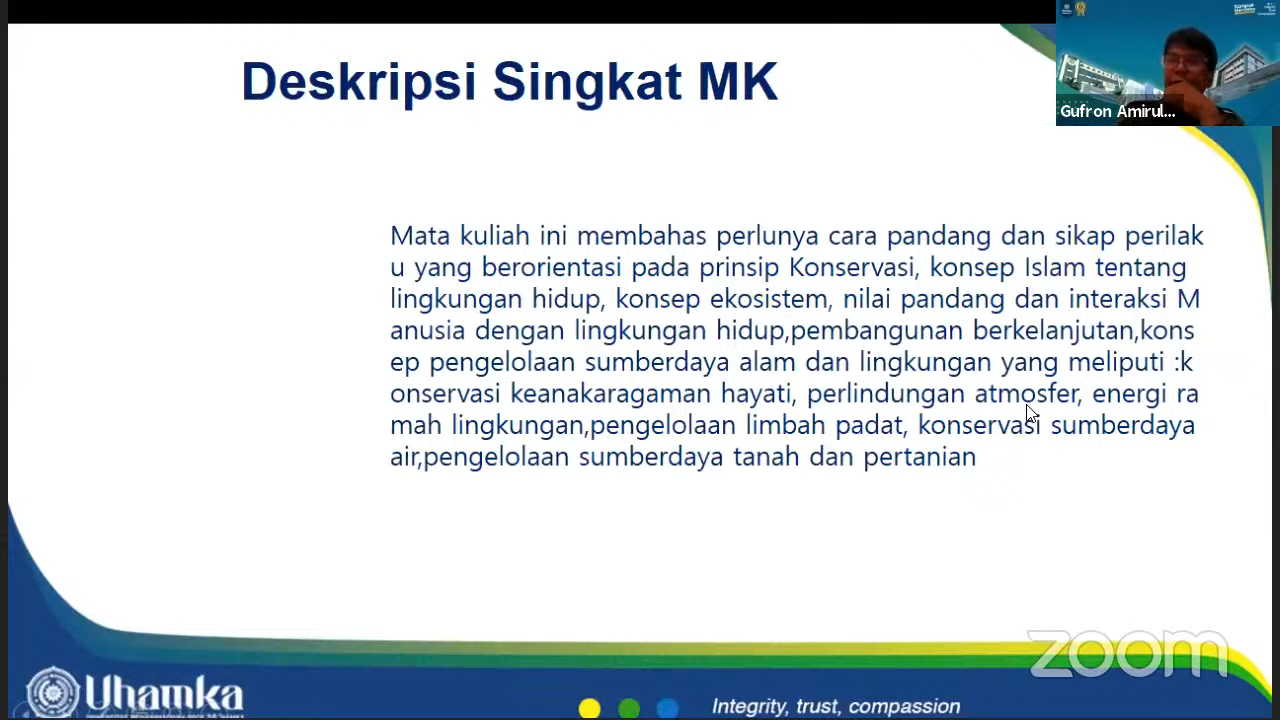 Deskripsi Singkat MK
Gufron Amirul...
Mata kuliah ini membahas perlunya cara pandang dan sikap perilak
u yang berorientasi pada prinsip Konservasi, konsep Islam tentang
lingkungan hidup, konsep ekosistem, nilai pandang dan interaksi M
anusia dengan lingkungan hidup,pembangunan berkelanjutan,kons
ep pengelolaan sumberdaya alam dan lingkungan yang meliputi :k
onservasi keanakaragaman hayati, perlindungan atmosfer, energi ra
mah lingkungan,pengelolaan limbah padat, konservasi sumberdaya
air,pengelolaan sumberdaya tanah dan pertanian
zoom
Uhamka
Integrity, trust, compassion